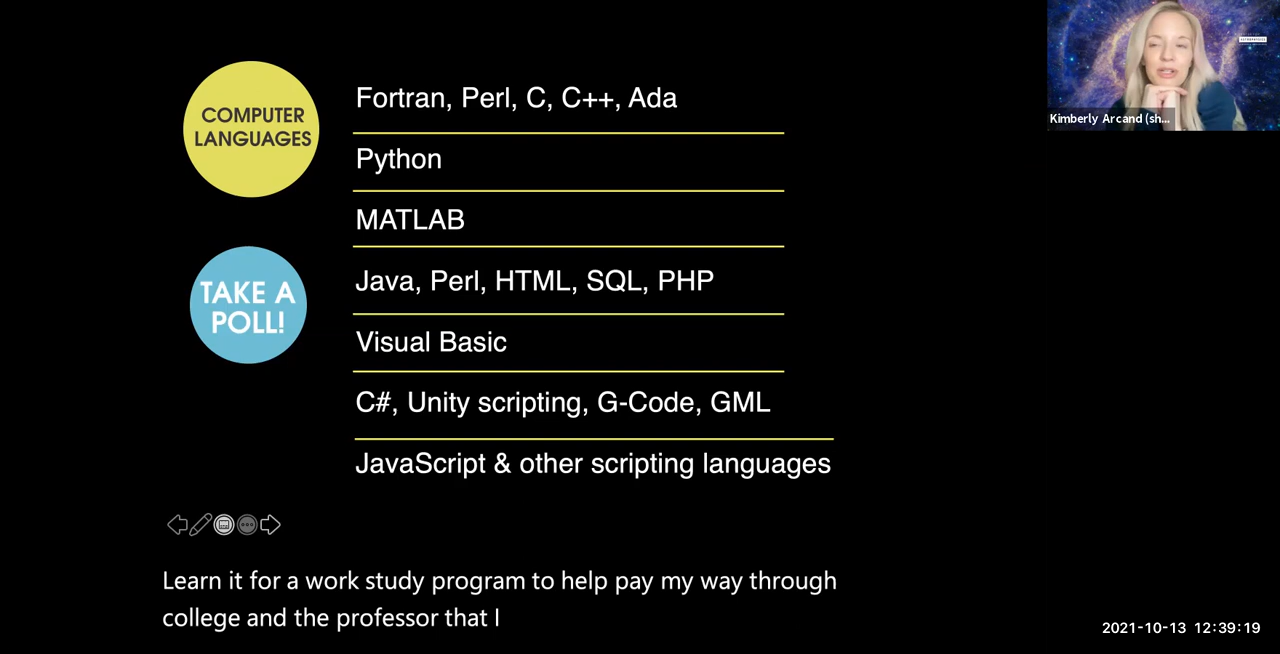 COMPUTER
LANGUAGES
Fortran, Perl, C, C++, Ada
Python
MATLAB
TAKE A
POLL!
Java, Perl, HTML, SQL, PHP
Visual Basic
C#, Unity scripting, G-Code, GML
JavaScript & other scripting languages
Kimberly Arcand (sh...
Learn it for a work study program to help pay my way through
college and the professor that I
2021-10-13 12:39:19